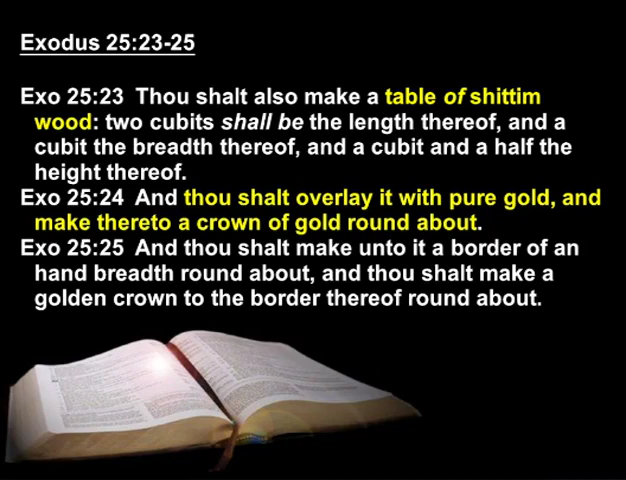 Exodus 25:23-25
Exo 25:23 Thou shalt also make a table of shittim
wood: two cubits shall be the length thereof, and a
cubit the breadth thereof, and a cubit and a half the
height thereof.
Exo 25:24 And thou shalt overlay it with pure gold, and
make thereto a crown of gold round about.
Exo 25:25 And thou shalt make unto it a border of an
hand breadth round about, and thou shalt make a
golden crown to the border thereof round about.